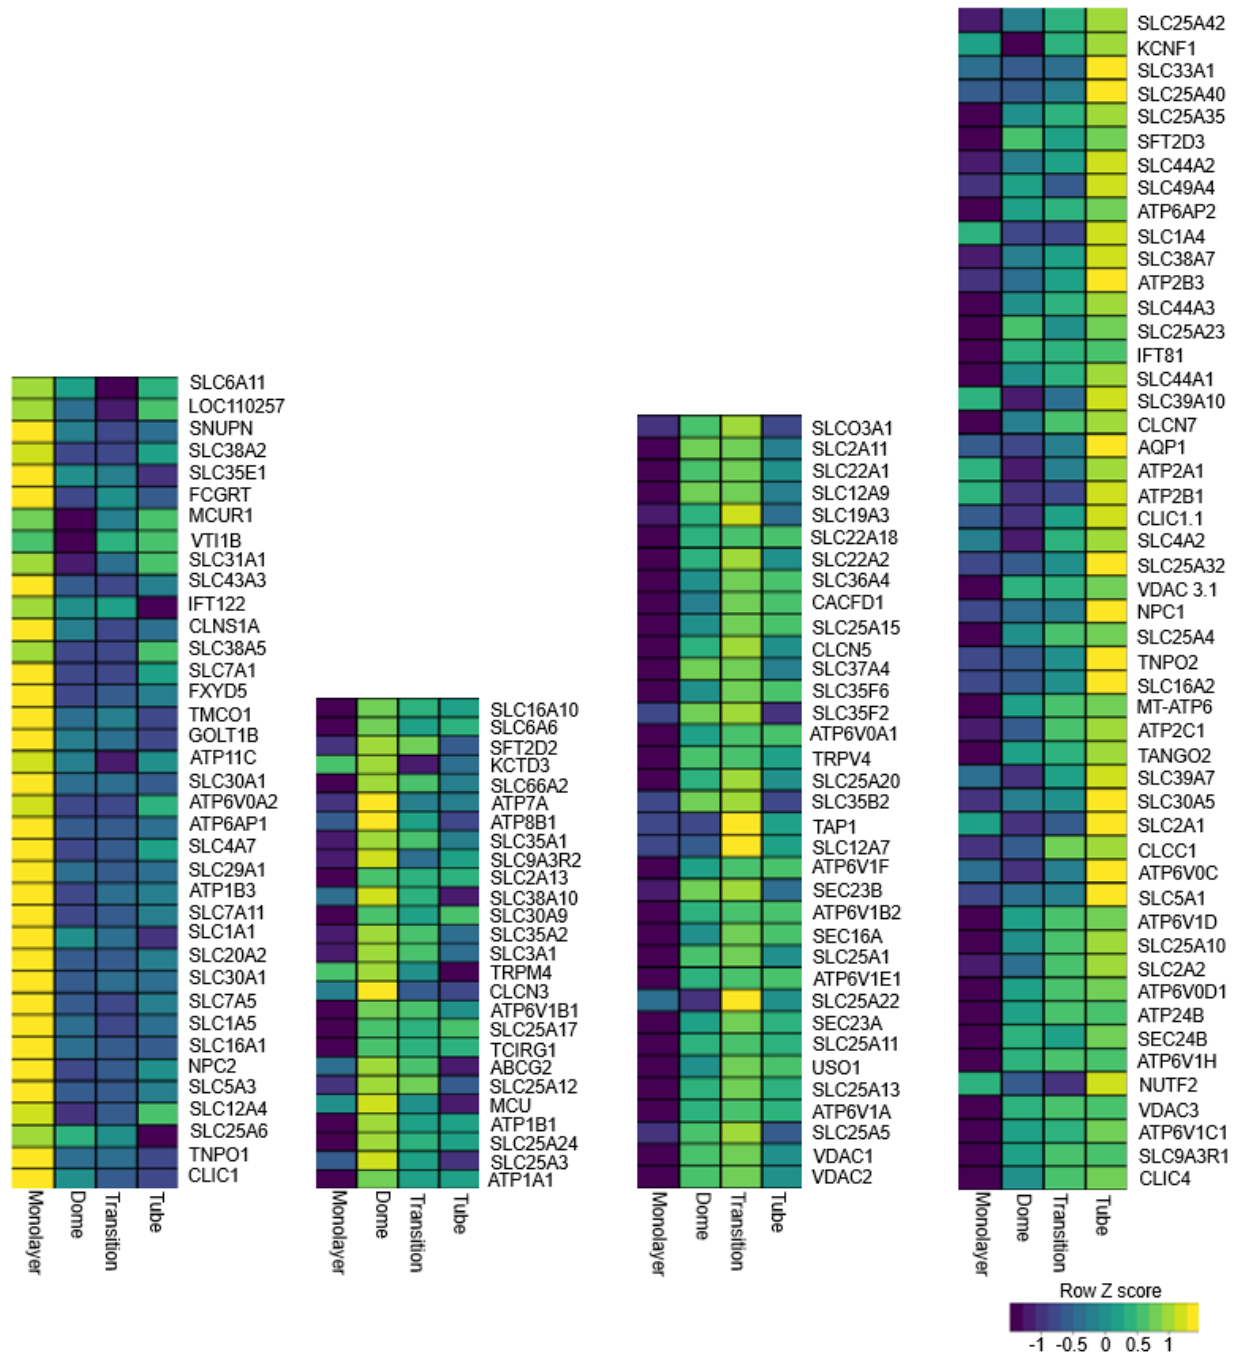 SLC6A11
LOC110257
SNUPN
SLC38A2
SLC35E1
FCGRT
MCUR1
VTI1B
SLC31A1
SLC43A3
IFT122
CLNS1A
SLC38A5
SLC7A1
FXYD5
TMCO1
GOLT1B
ATP11C
SLC30A1
ATP6V0A2
ATP6AP1
SLC4A7
SLC29A1
ATP1B3
SLC7A11
SLC1A1
SLC20A2
SLC30A1
SLC7A5
SLC1A5
SLC16A1
NPC2
SLC5A3
SLC12A4
SLC25A6
TNPO1
CLIC1
Monolayer
Dome
Transition
Tube
SLC16A10
SLC6A6
SFT2D2
KCTD3
SLC66A2
ATP7A
ATP8B1
SLC35A1
SLC9A3R2
SLC2A13
SLC38A10
SLC30A9
SLC35A2
SLC3A1
TRPM4
CLCN3
ATP6V1B1
SLC25A17
TCIRG1
ABCG2
SLC25A12
MCU
ATP1B1
SLC25A24
SLC25A3
ATP1A1
Monolayer
Dome
Transition
Tube
SLCO3A1
SLC2A11
SLC22A1
SLC12A9
SLC19A3
SLC22A18
SLC22A2
SLC36A4
CACFD1
SLC25A15
CLCN5
SLC37A4
SLC35F6
SLC35F2
ATP6V0A1
TRPV4
SLC25A20
SLC35B2
TAP1
SLC12A7
ATP6V1F
SEC23B
ATP6V1B2
SEC16A
SLC25A1
ATP6V1E1
SLC25A22
SEC23A
SLC25A11
USO1
SLC25A13
ATP6V1A
SLC25A5
VDAC1
VDAC2
Monolayer
Dome
Transition
Tube
SLC25A42
KCNF1
SLC33A1
SLC25A40
SLC25A35
SFT2D3
SLC44A2
SLC49A4
ATP6AP2
SLC1A4
SLC38A7
ATP2B3
SLC44A3
SLC25A23
IFT81
SLC44A1
SLC39A10
CLCN7
AQP1
ATP2A1
ATP2B1
CLIC1.1
SLC4A2
SLC25A32
VDAC 3.1
NPC1
SLC25A4
TNPO2
SLC16A2
MT-ATP6
ATP2C1
TANGO2
SLC39A7
SLC30A5
SLC2A1
CLCC1
ATP6V0C
SLC5A1
ATP6V1D
SLC25A10
SLC2A2
ATP6V0D1
ATP24B
SEC24B
ATP6V1H
NUTF2
VDAC3
ATP6V1C1
SLC9A3R1
CLIC4
Monolayer
Dome
Transition
Tube
Row Z score
-1 -0.5 0 0.5 1